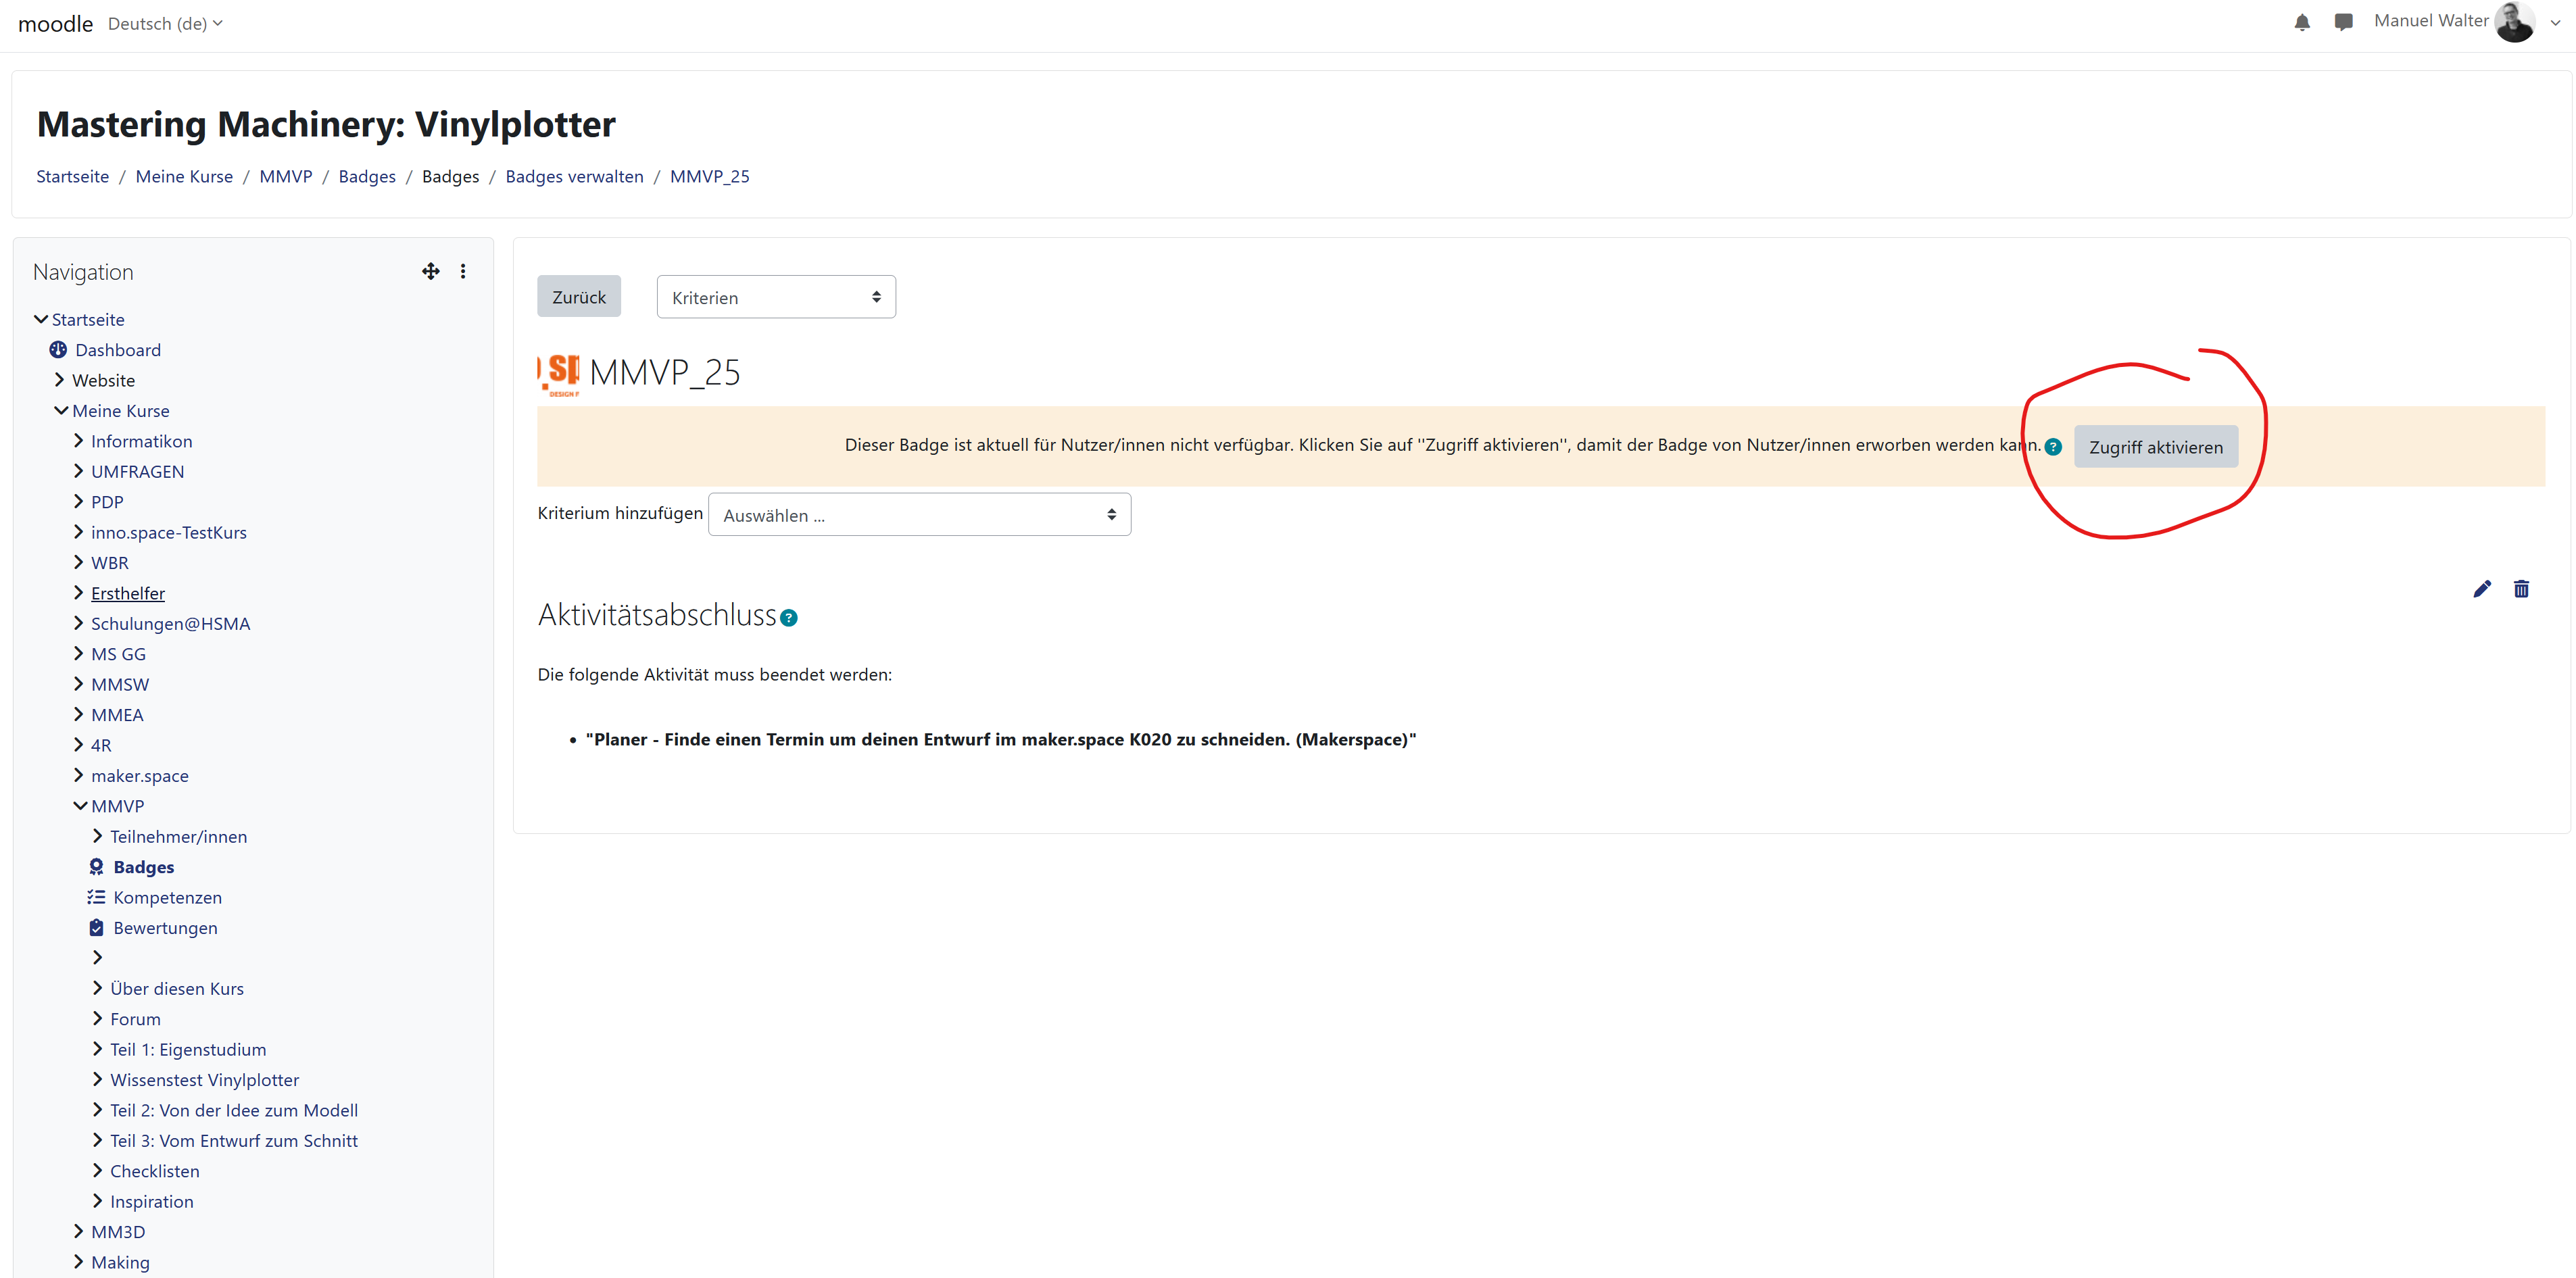 moodle Deutsch (de) Manuel Walter
Mastering Machinery: Vinylplotter
Startseite / Meine Kurse / MMVP / Badges / Badges / Badges verwalten / MMVP_25
Navigation
Startseite
Dashboard
Website
Meine Kurse
Informatikon
UMFRAGEN
PDP
inno.space-TestKurs
WBR
Ersthelfer
Schulungen@HSMA
MS GG
MMSW
MMEA
4R
maker.space
MMVP
Teilnehmer/innen
Badges
Kompetenzen
Bewertungen
Über diesen Kurs
Forum
Teil 1: Eigenstudium
Wissenstest Vinylplotter
Teil 2: Von der Idee zum Modell
Teil 3: Vom Entwurf zum Schnitt
Checklisten
Inspiration
MM3D
Making
Zurück Kriterien
MMVP_25
Dieser Badge ist aktuell für Nutzer/innen nicht verfügbar. Klicken Sie auf "Zugriff aktivieren", damit der Badge von Nutzer/innen erworben werden kann. ? Zugriff aktivieren
Kriterium hinzufügen Auswählen ...
Aktivitätsabschluss ?
Die folgende Aktivität muss beendet werden:
• "Planer - Finde einen Termin um deinen Entwurf im maker.space K020 zu schneiden. (Makerspace)"